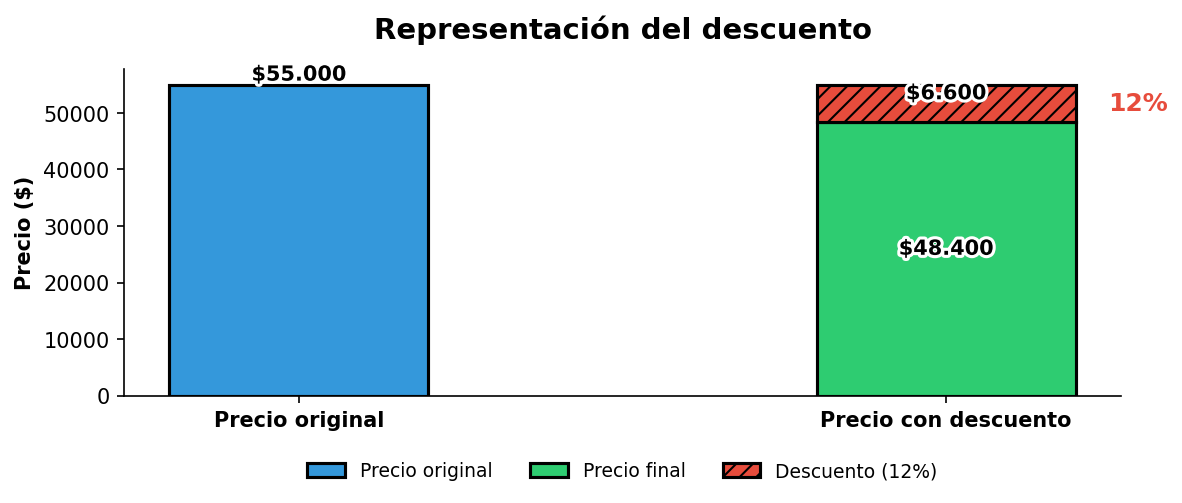 Representación del descuento
Precio ($)
50000
40000
30000
20000
10000
0
$55.000
$6.600
12%
$48.400
Precio original
Precio con descuento
Precio original
Precio final
Descuento (12%)